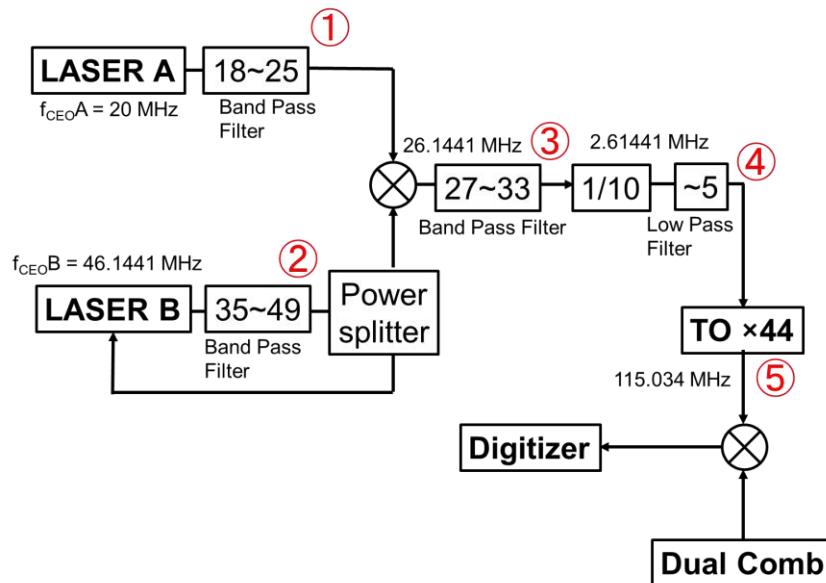 ①
LASER A
18~25
f_CEOA = 20 MHz
Band Pass
Filter
26.1441 MHz
③
2.61441 MHz
④
27~33
1/10
~5
Band Pass Filter
Low Pass
Filter
②
f_CEOB = 46.1441 MHz
LASER B
35~49
Power
splitter
Band Pass
Filter
TO ×44
115.034 MHz
⑤
Digitizer
Dual Comb